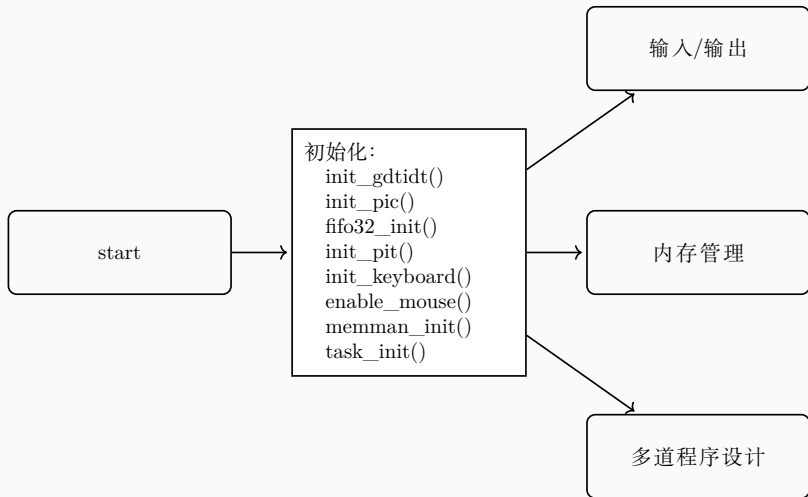 输入/输出
初始化：
init_gdtidt()
init_pic()
fifo32_init()
init_pit()
init_keyboard()
enable_mouse()
memman_init()
task_init()
start
内存管理
多道程序设计